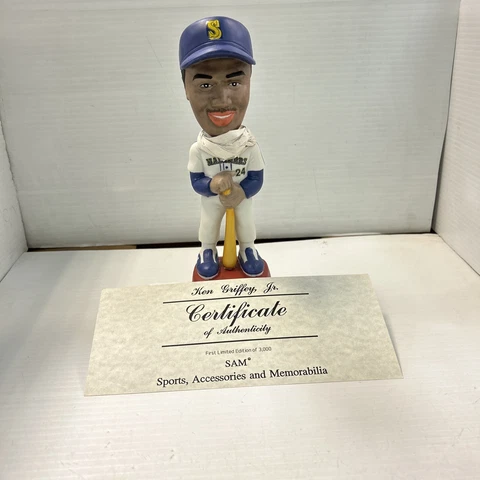 S
MARINERS
24
Ken Griffey, Jr.
Certificate
of Authenticity
First Limited Edition of 3,000
SAM®
Sports, Accessories and Memorabilia